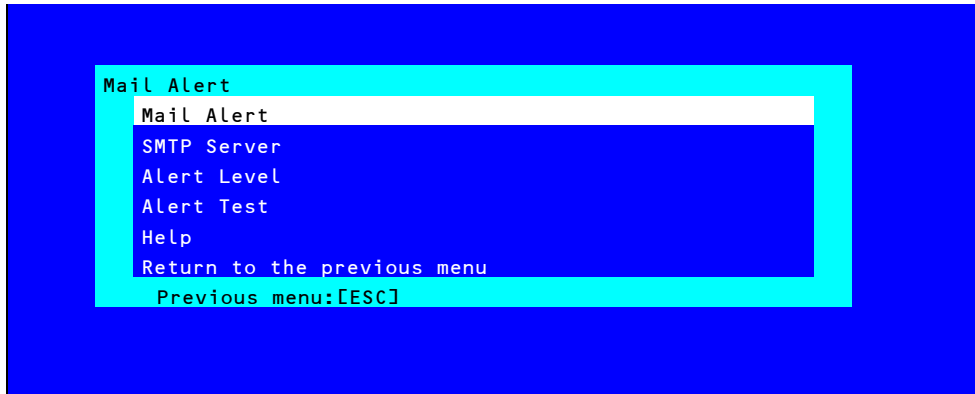 Mail Alert
Mail Alert
SMTP Server
Alert Level
Alert Test
Help
Return to the previous menu
Previous menu:[ESC]